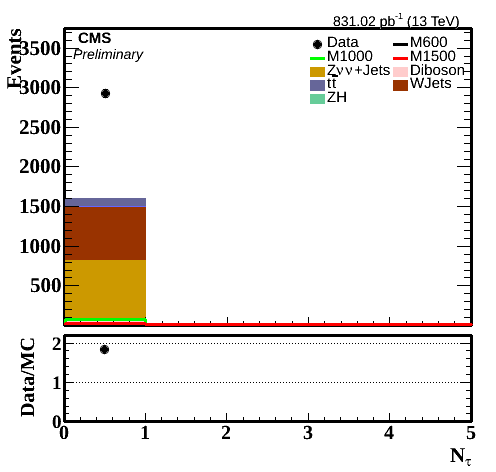 831.02 pb⁻¹ (13 TeV)
CMS
Preliminary
Data
M600
M1000
M1500
Zνν+Jets
Diboson
tt̄
WJets
ZH
Events
3500
3000
2500
2000
1500
1000
500
Data/MC
2
1
0
0 1 2 3 4 5
Nτ